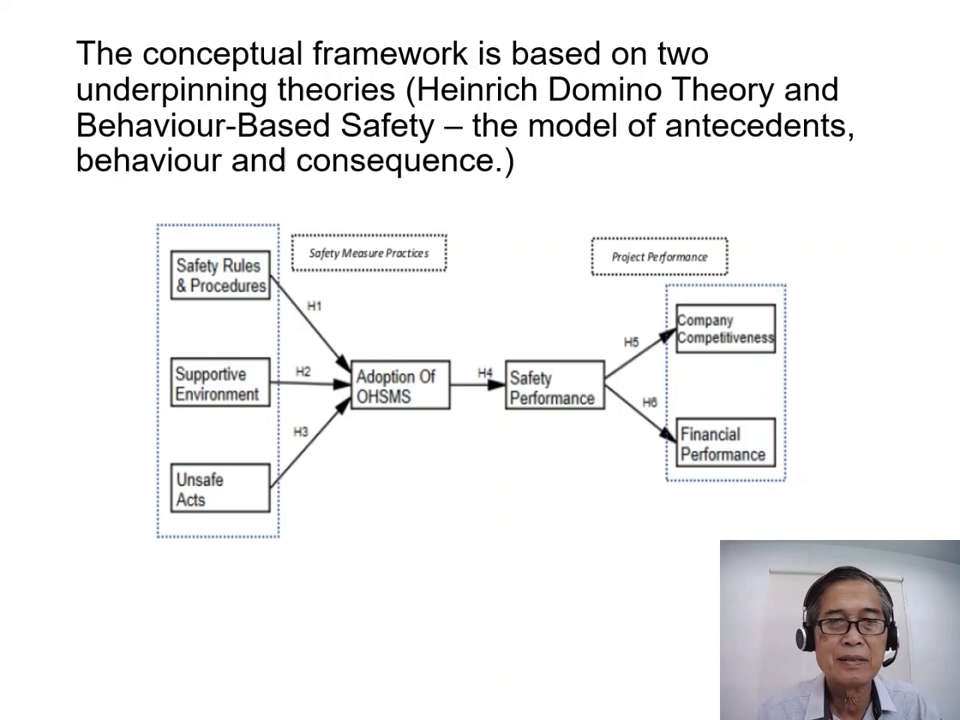 The conceptual framework is based on two
underpinning theories (Heinrich Domino Theory and
Behaviour-Based Safety – the model of antecedents,
behaviour and consequence.)
Safety Measure Practices
Project Performance
Safety Rules
& Procedures
H1
Supportive
Environment
H2
Unsafe
Acts
H3
Adoption Of
OHSMS
H4
Safety
Performance
H5
Company
Competitiveness
H6
Financial
Performance